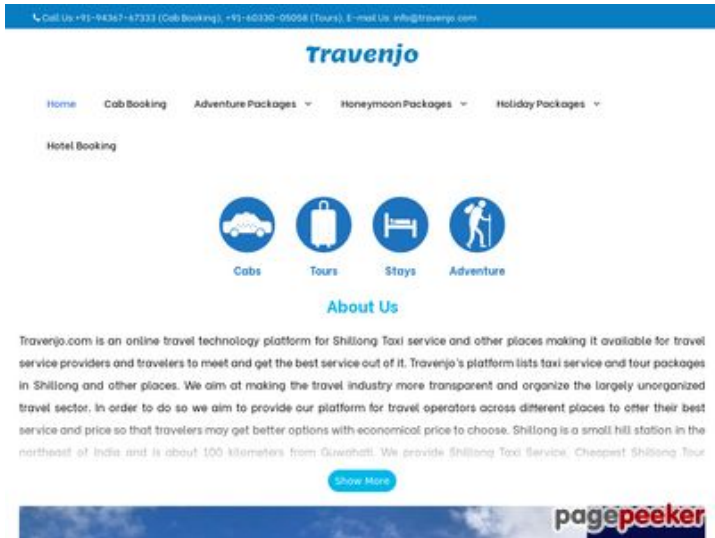 Call Us +91-94367-67333 (Cab Booking), +91-60330-05058 (Tours), E-mail Us: info@travenjo.com
Travenjo
Home Cab Booking Adventure Packages Honeymoon Packages Holiday Packages
Hotel Booking
Cabs Tours Stays Adventure
About Us
Travenjo.com is an online travel technology platform for Shillong Taxi service and other places making it available for travel
service providers and travelers to meet and get the best service out of it. Travenjo's platform lists taxi service and tour packages
in Shillong and other places. We aim at making the travel industry more transparent and organize the largely unorganized
travel sector. In order to do so we aim to provide our platform for travel operators across different places to offer their best
service and price so that travelers may get better options with economical price to choose. Shillong is a small hill station in the
northeast of India and is about 100 kilometers from Guwahati. We provide Shillong Taxi Service, Cheapest Shillong Tour
Show More
pagepeeker